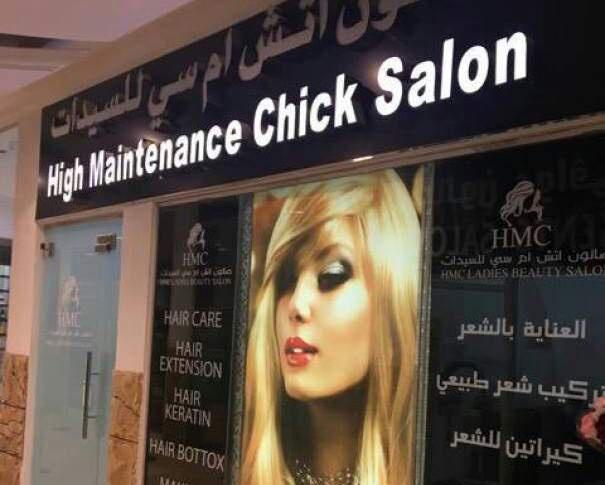 صالون اتش ام سي للسيدات
High Maintenance Chick Salon
HMC
صالون اتش ام سي للسيدات
HMC LADIES BEAUTY SALON
HAIR CARE
HAIR
EXTENSION
HAIR
KERATIN
HAIR BOTTOX
HMC
HMC
صالون اتش ام سي للسيدات
HMC LADIES BEAUTY SALON
العناية بالشعر
تركيب شعر طبيعي
كيراتين للشعر